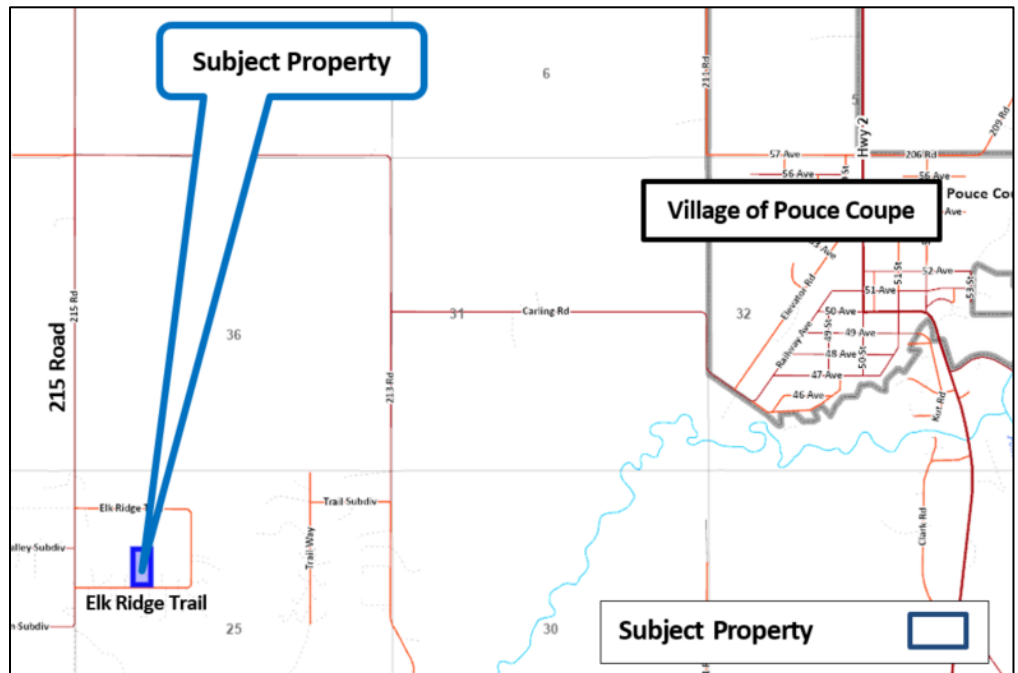 Subject Property
6
211 Rd
Hwy 2
209 Rd
57 Ave
206 Rd
56 Ave
56 Ave
Village of Pouce Coupe
Pouce Cou
Ave
Ave
52 Ave
51 St
53 St
51 Ave
Elevator Rd
215 Rd
36
31
Carling Rd
32
50 Ave
49 St
49 Ave
Railway Ave
48 Ave
50 St
47 Ave
46 Ave
215 Road
213 Rd
Kut Rd
Elk Ridge T
Trail Subdiv
Clark Rd
alley Subdiv
Trail Way
Elk Ridge Trail
n Subdiv
25
30
Subject Property